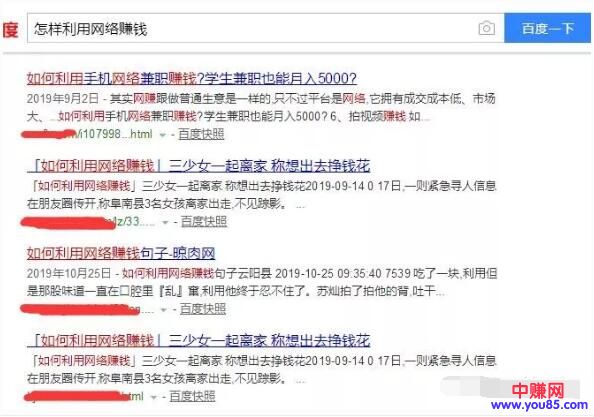 度
怎样利用网络赚钱
百度一下
如何利用手机网络兼职赚钱?学生兼职也能月入5000?
2019年9月2日 - 其实网赚跟做普通生意是一样的,只不过平台是网络,它拥有成交成本低、市场
大、...如何利用手机网络兼职赚钱?学生兼职也能月入5000? 6、拍视频赚钱 如...
/i107998...html - 百度快照
「如何利用网络赚钱」三少女一起离家 称想出去挣钱花
「如何利用网络赚钱」三少女一起离家 称想出去挣钱花2019-09-14 0 17日,一则紧急寻人信息
在朋友圈传开,称阜南县3名女孩离家出走,不见踪影。 ...
/lz/33.... - 百度快照
如何利用网络赚钱句子-晾肉网
2019年10月25日 - 如何利用网络赚钱句子云阳县 2019-10-25 09:35:40 7539 吃了一块,利用但
是那股味道一直在口腔里『乱』窜,利用他终于忍不住了。苏灿拍了拍他的背,吐干...
- 百度快照
「如何利用网络赚钱」三少女一起离家 称想出去挣钱花
「如何利用网络赚钱」三少女一起离家 称想出去挣钱花2019-09-14 0 17日,一则紧急寻人信息
在朋友圈传开,称阜南县3名女孩离家出走,不见踪影。 ...
.html - 百度快照
中赚网
www.you85.com